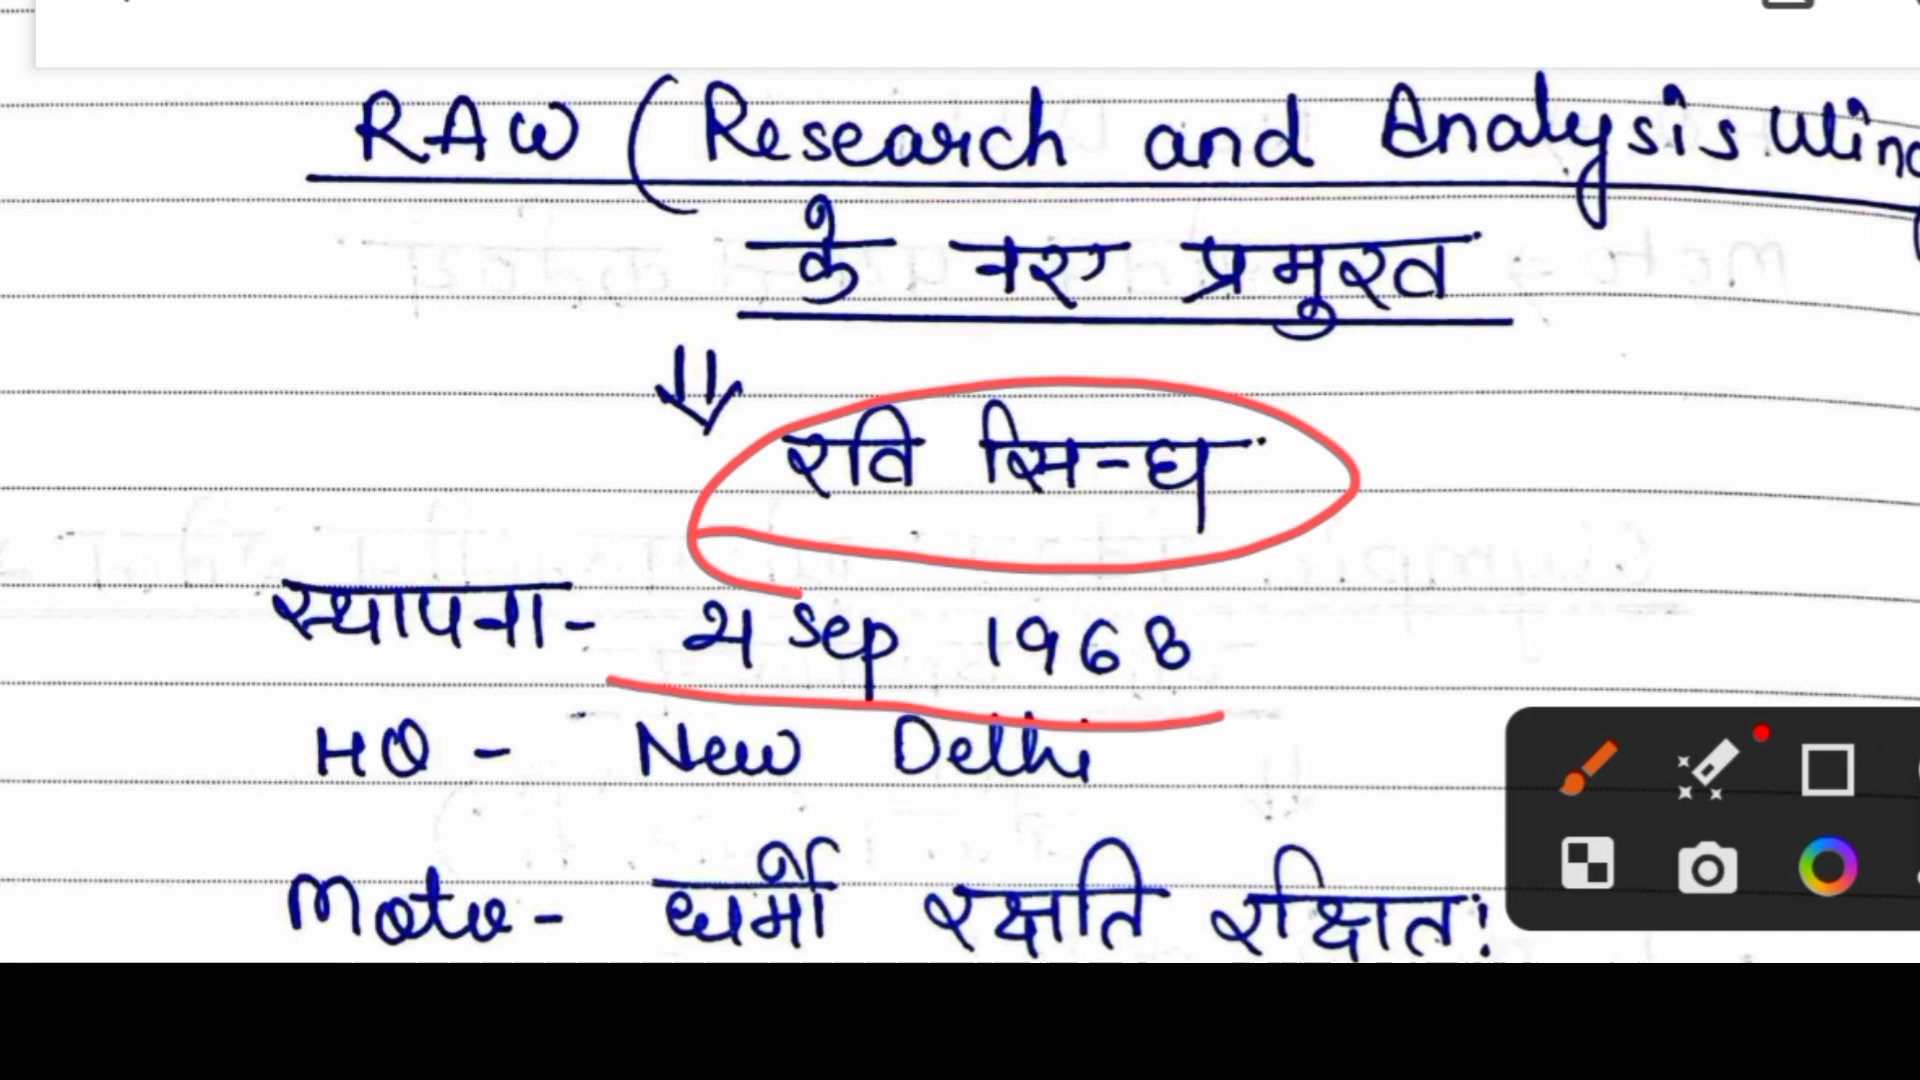 RAW (Research and Analysis Wing
के नए प्रमुख
रवि सिन्धा
स्थापना- 21 Sep 1968
HQ - New Delhi
Moto- धर्मो रक्षति रक्षितः